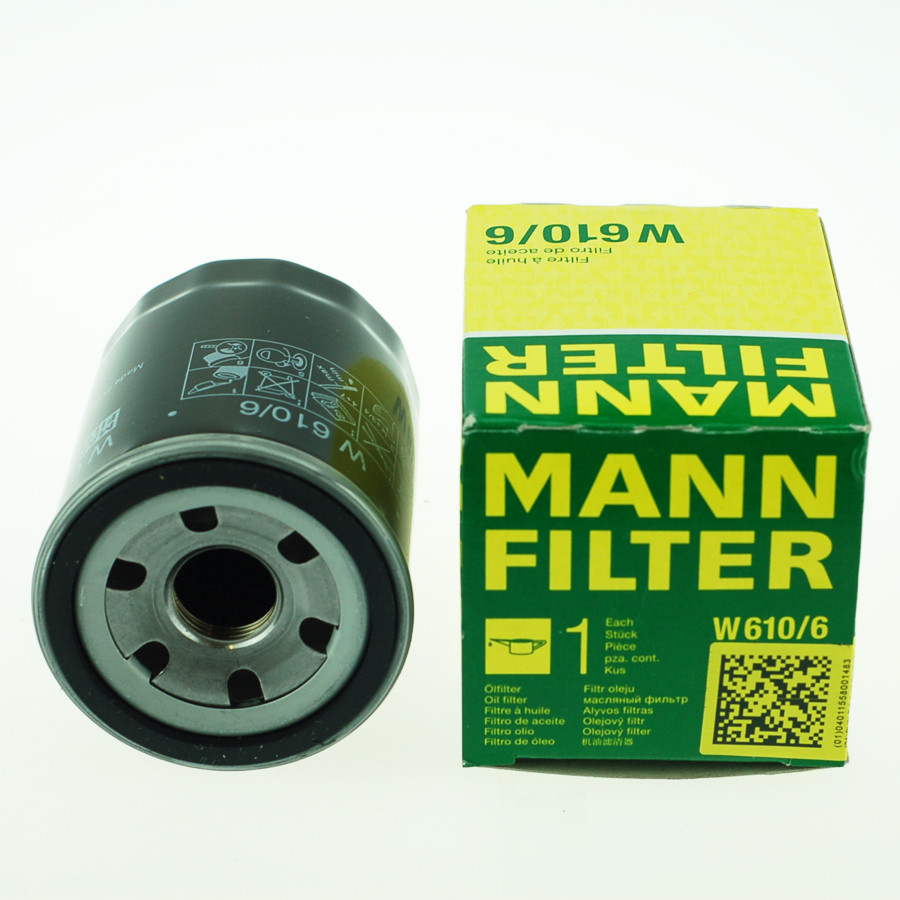 W 610/6
Filtre à huile
Filtro de aceite
MANN
FILTER
MANN
FILTER
W 610/6
1
Each
Stück
Pièce
pza. cont.
Kus
Ölfilter
Oil filter
Filtre à huile
Filtro de aceite
Filtro olio
Filtro de óleo
Filtr oleju
масляный фильтр
Alyvos filtras
Olejový filtr
Olejový filter
机油滤清器
(01)04011558001483
W 610/6
Made
max